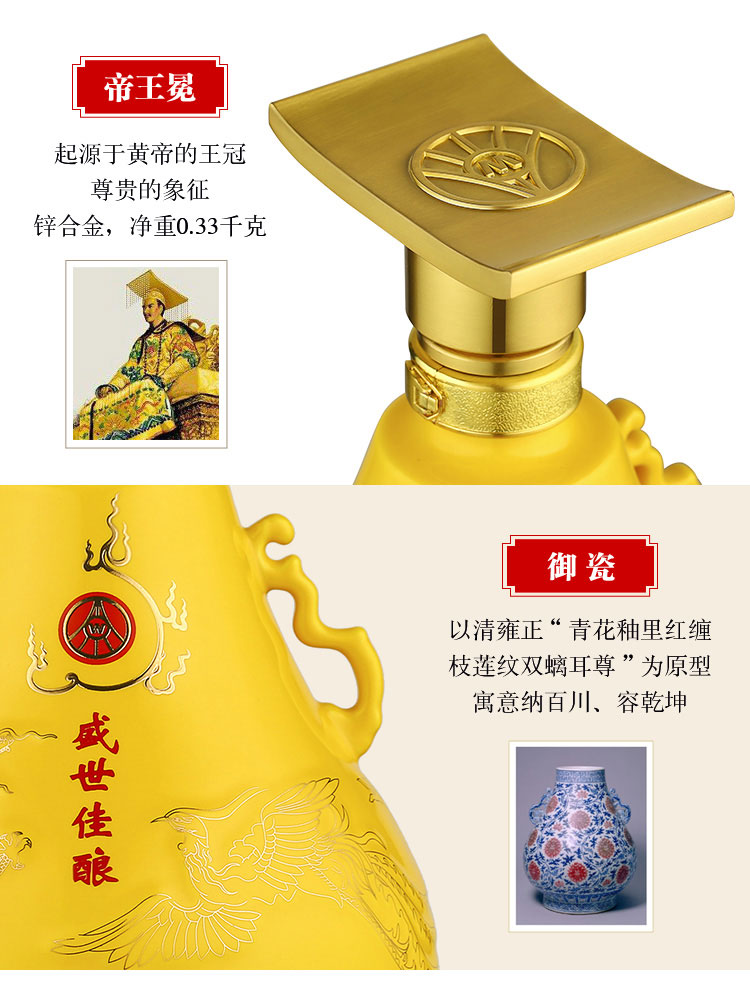 帝王冕
起源于黄帝的王冠
尊贵的象征
锌合金，净重0.33千克
御瓷
以清雍正“青花釉里红缠
枝莲纹双螭耳尊”为原型
寓意纳百川、容乾坤
盛世佳酿